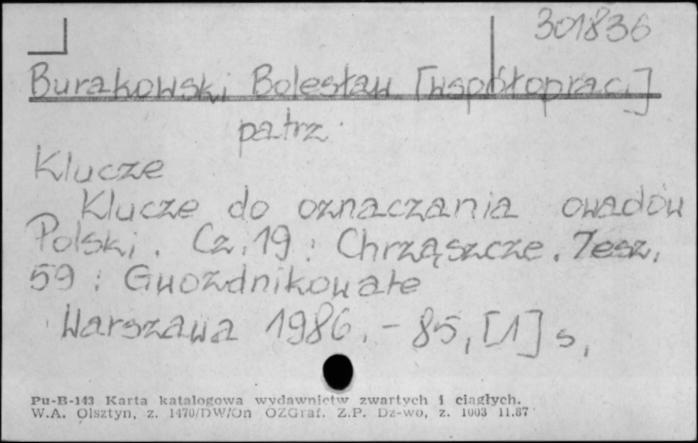 301836
Burakowski Bolesław [współoprac.]
patrz
Klucze
Klucze do oznaczania owadów
Polski. Cz. 19 : Chrząszcze. Zesz.
59 : Gwozdnikowate
Warszawa 1986. - 85, [1] s.
Pu-B-143 Karta katalogowa wydawnictw zwartych i ciągłych.
W.A. Olsztyn, z. 1470/DW/On OZGraf. Z.P. Dz-wo, z. 1003 11.87